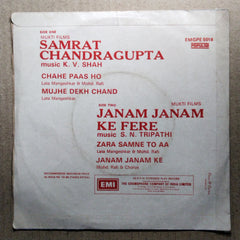 EMGPE 5016
POPULAR
SIDE ONE
MUKTI FILMS
SAMRAT
CHANDRAGUPTA
music K. V. SHAH
CHAHE PAAS HO
Lata Mangeshkar & Mohd. Rafi
MUJHE DEKH CHAND
Lata Mangeshkar
SIDE TWO
MUKTI FILMS
JANAM JANAM
KE FERE
music S. N. TRIPATHI
ZARA SAMNE TO AA
Lata Mangeshkar & Mohd. Rafi
JANAM JANAM KE
Mohd. Rafi & Chorus
EMI
THE GRAMOPHONE COMPANY OF INDIA LIMITED